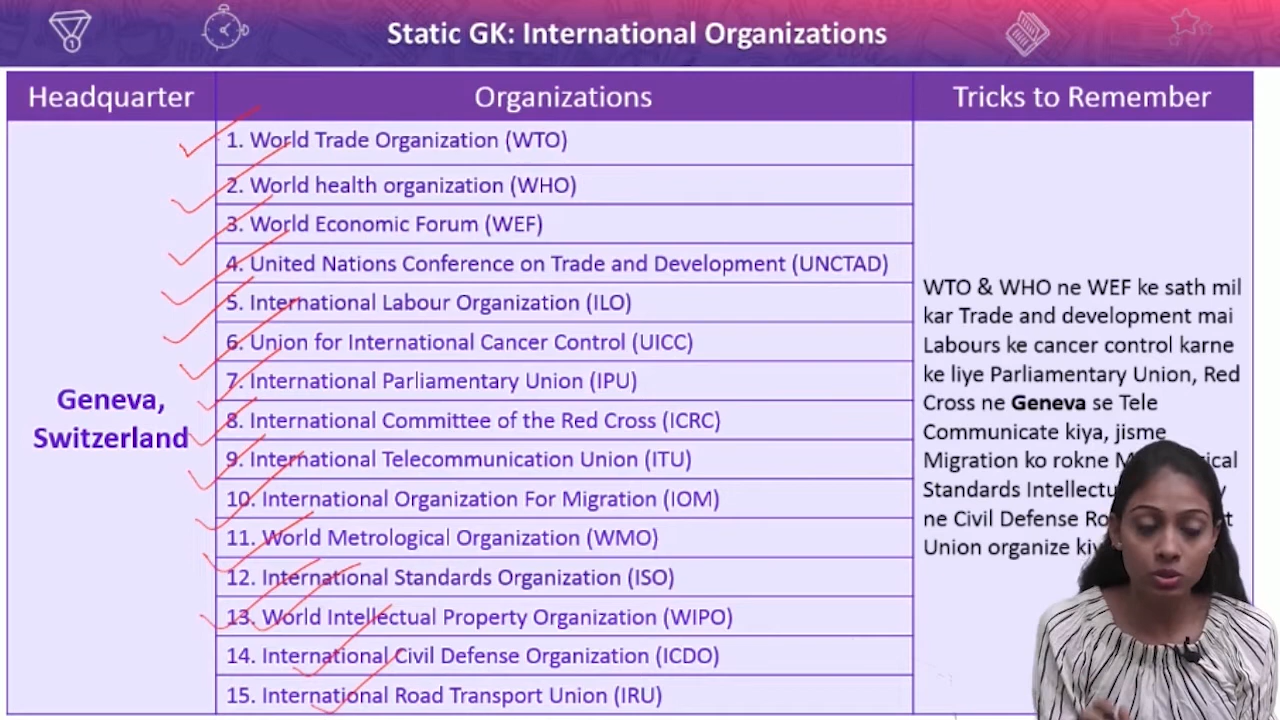 Static GK: International Organizations
Headquarter
Organizations
Tricks to Remember
Geneva,
Switzerland
1. World Trade Organization (WTO)
2. World health organization (WHO)
3. World Economic Forum (WEF)
4. United Nations Conference on Trade and Development (UNCTAD)
5. International Labour Organization (ILO)
6. Union for International Cancer Control (UICC)
7. International Parliamentary Union (IPU)
8. International Committee of the Red Cross (ICRC)
9. International Telecommunication Union (ITU)
10. International Organization For Migration (IOM)
11. World Metrological Organization (WMO)
12. International Standards Organization (ISO)
13. World Intellectual Property Organization (WIPO)
14. International Civil Defense Organization (ICDO)
15. International Road Transport Union (IRU)
WTO & WHO ne WEF ke sath mil
kar Trade and development mai
Labours ke cancer control karne
ke liye Parliamentary Union, Red
Cross ne Geneva se Tele
Communicate kiya, jisme
Migration ko rokne
Standards
ne Civil Defense
Union organize